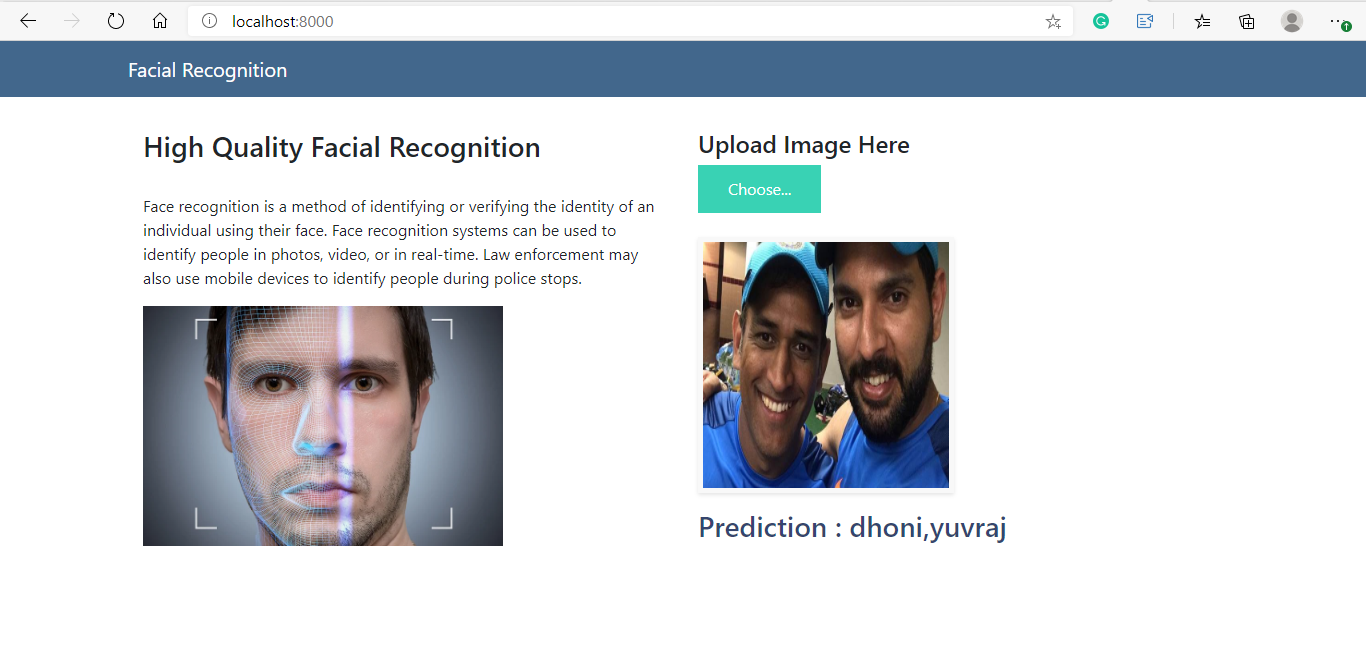 localhost:8000
Facial Recognition
High Quality Facial Recognition
Face recognition is a method of identifying or verifying the identity of an
individual using their face. Face recognition systems can be used to
identify people in photos, video, or in real-time. Law enforcement may
also use mobile devices to identify people during police stops.
Upload Image Here
Choose...
Prediction : dhoni,yuvraj